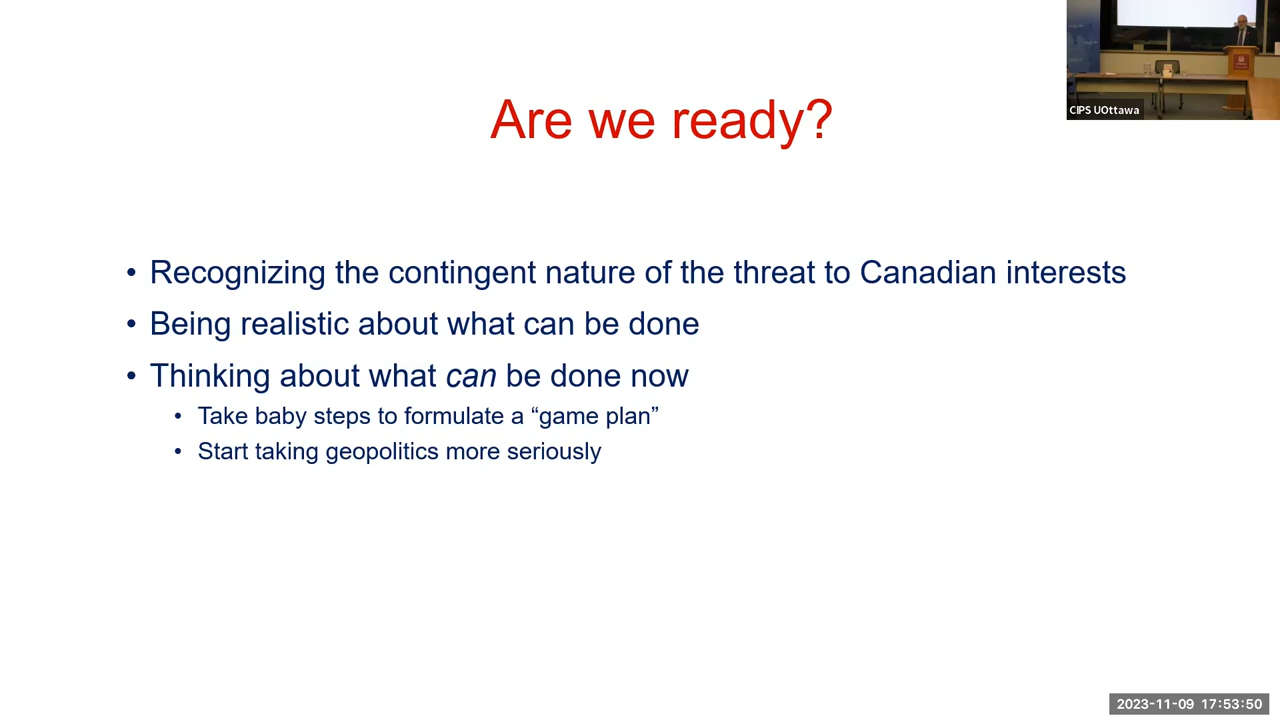 CIPS UOttawa
Are we ready?
• Recognizing the contingent nature of the threat to Canadian interests
• Being realistic about what can be done
• Thinking about what can be done now
• Take baby steps to formulate a “game plan”
• Start taking geopolitics more seriously
2023-11-09 17:53:50